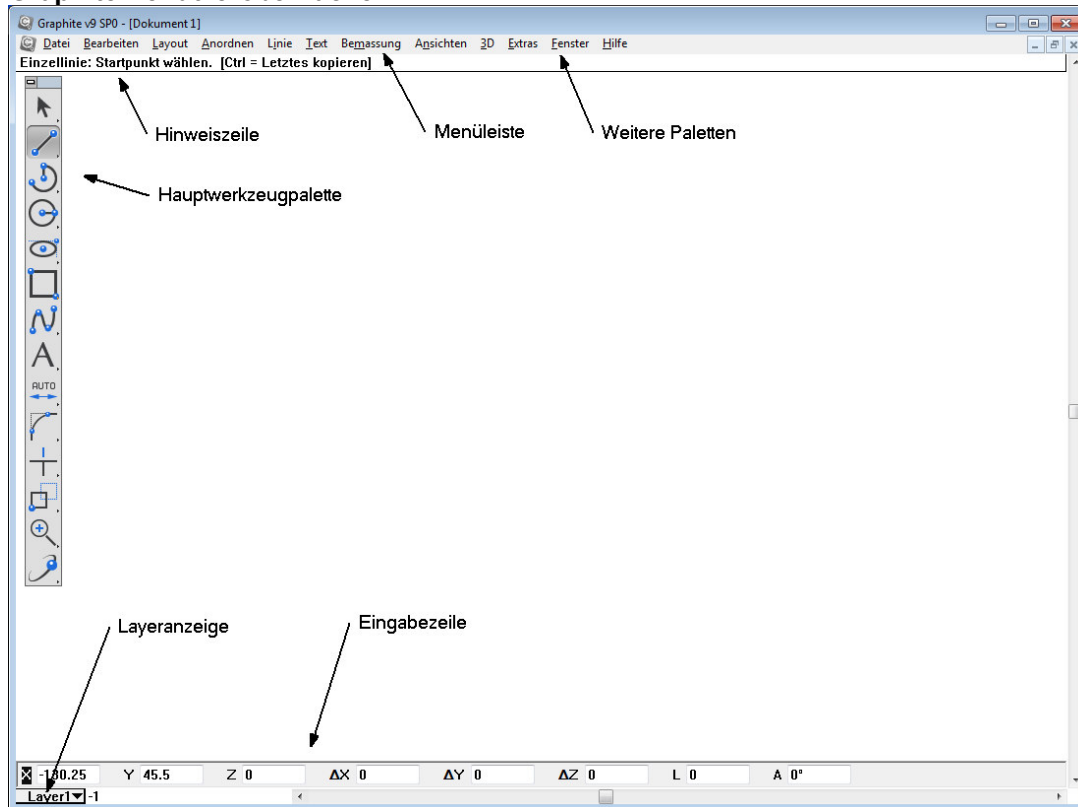 Graphite v9 SP0 - [Dokument 1]
Datei Bearbeiten Layout Anordnen Linie Text Bemassung Ansichten 3D Extras Fenster Hilfe
Einzellinie: Startpunkt wählen. [Ctrl = Letztes kopieren]
Hinweiszeile
Menüleiste
Weitere Paletten
Hauptwerkzeugpalette
A
AUTO
Layeranzeige
Eingabezeile
X -130.25 Y 45.5 Z 0 ΔX 0 ΔY 0 ΔZ 0 L 0 A 0°
Layer1 -1